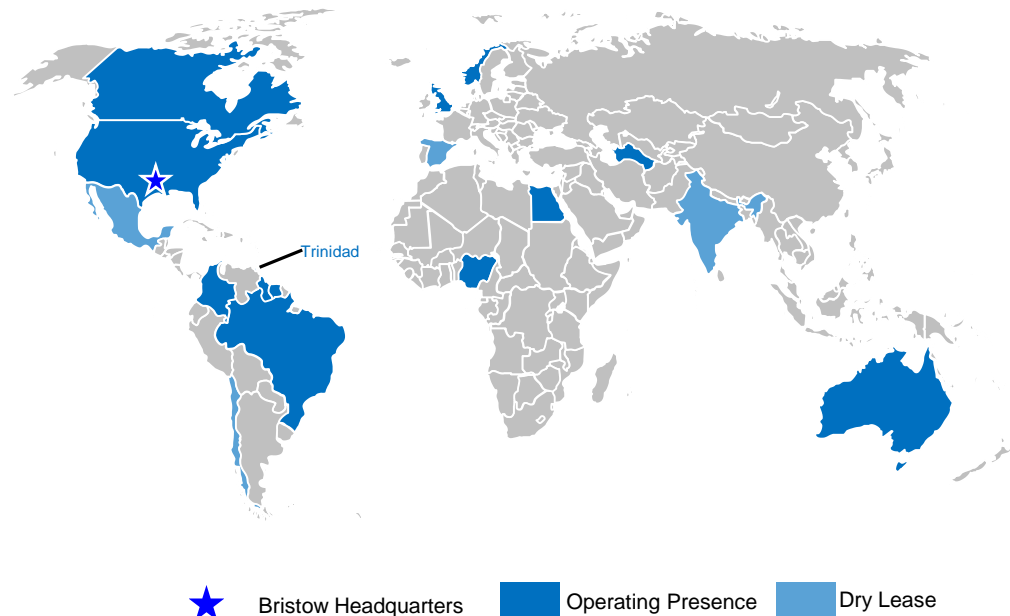 Trinidad
Bristow Headquarters
Operating Presence
Dry Lease